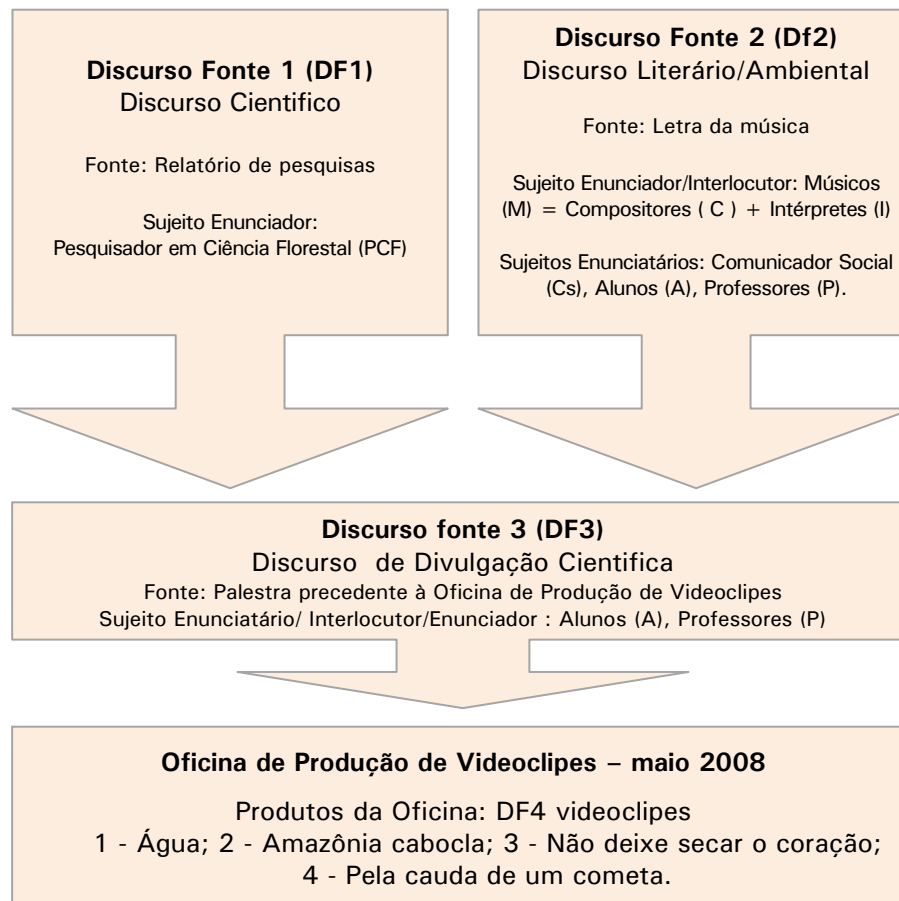 Discurso Fonte 1 (DF1)
Discurso Cientifico
Fonte: Relatório de pesquisas
Sujeito Enunciador:
Pesquisador em Ciência Florestal (PCF)
Discurso Fonte 2 (Df2)
Discurso Literário/Ambiental
Fonte: Letra da música
Sujeito Enunciador/Interlocutor: Músicos
(M) = Compositores ( C ) + Intérpretes (I)
Sujeitos Enunciatários: Comunicador Social
(Cs), Alunos (A), Professores (P).
Discurso fonte 3 (DF3)
Discurso de Divulgação Cientifica
Fonte: Palestra precedente à Oficina de Produção de Videoclipes
Sujeito Enunciatário/ Interlocutor/Enunciador : Alunos (A), Professores (P)
Oficina de Produção de Videoclipes – maio 2008
Produtos da Oficina: DF4 videoclipes
1 - Água; 2 - Amazônia cabocla; 3 - Não deixe secar o coração;
4 - Pela cauda de um cometa.